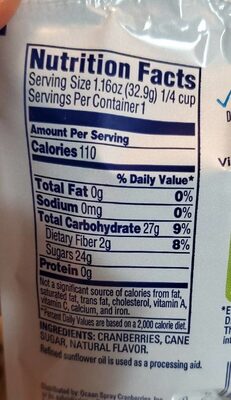 Nutrition Facts
Serving Size 1.16oz (32.9g) 1/4 cup
Servings Per Container 1
Amount Per Serving
Calories 110
% Daily Value*
Total Fat 0g 0%
Sodium 0mg 0%
Total Carbohydrate 27g 9%
Dietary Fiber 2g 8%
Sugars 24g
Protein 0g
Not a significant source of calories from fat,
saturated fat, trans fat, cholesterol, vitamin A,
vitamin C, calcium, and iron.
*Percent Daily Values are based on a 2,000 calorie diet.
INGREDIENTS: CRANBERRIES, CANE
SUGAR, NATURAL FLAVOR.
Refined sunflower oil is used as a processing aid.
Distributed by: Ocean Spray Cranberries, Inc.